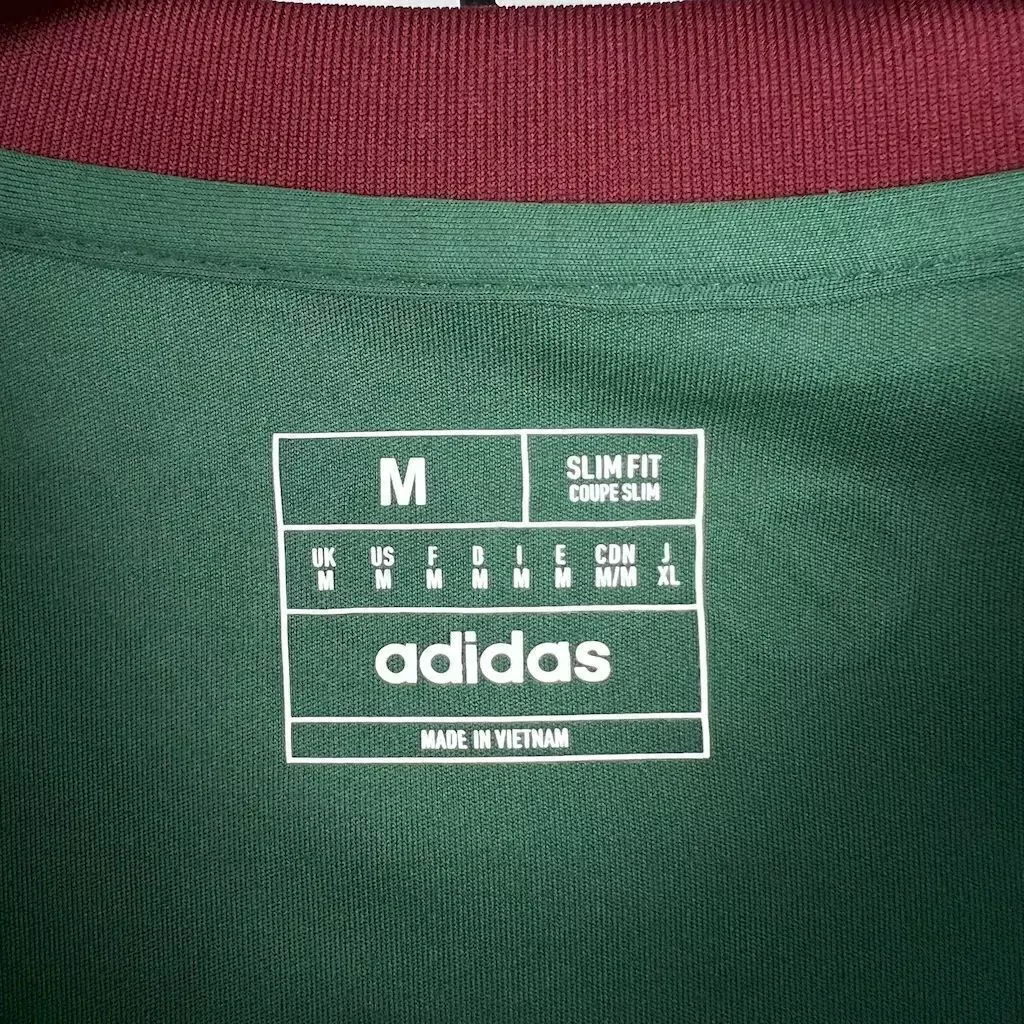 M
SLIM FIT
COUPE SLIM
UK US F D I E CDN J
M M M M M M M/M XL
adidas
MADE IN VIETNAM